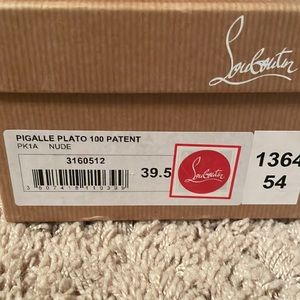 Louboutin
PIGALLE PLATO 100 PATENT
PK1A NUDE
3160512
39.5
Louboutin
1364
54